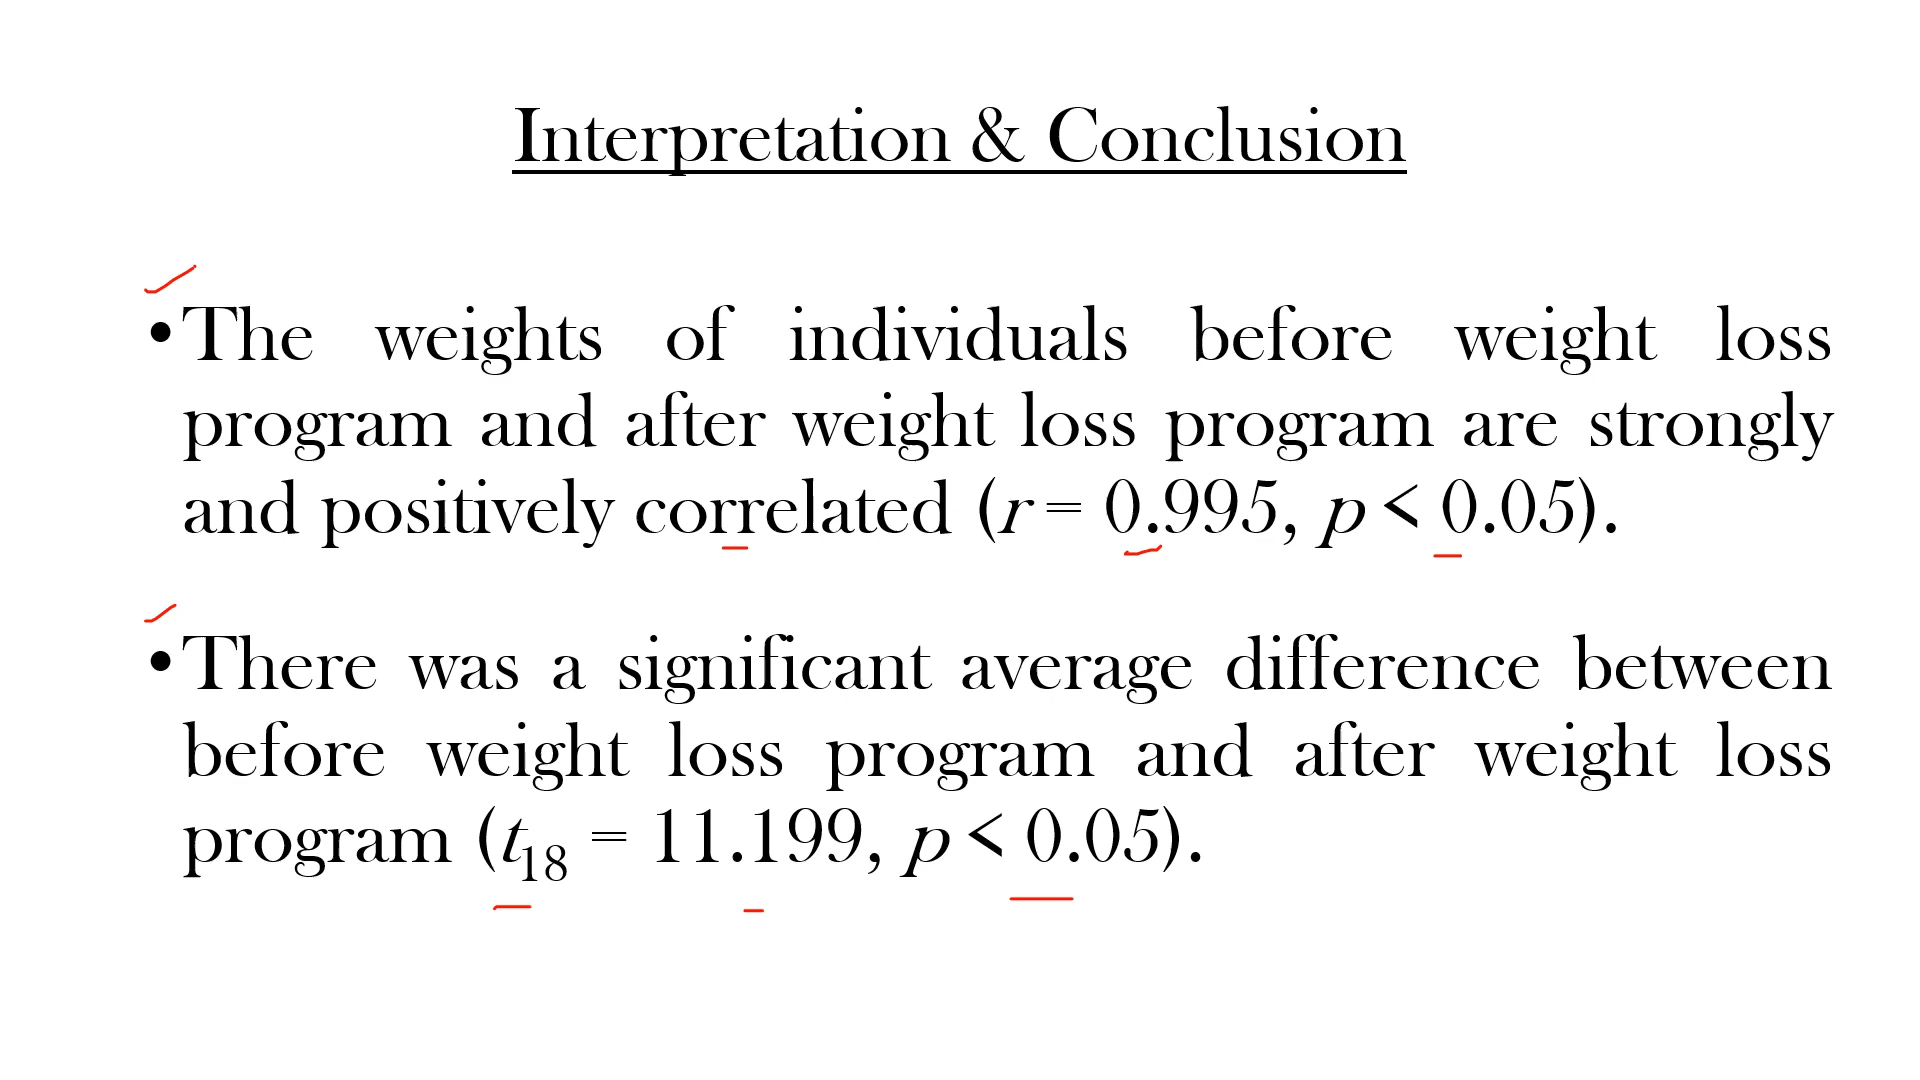 Interpretation & Conclusion
•The weights of individuals before weight loss
program and after weight loss program are strongly
and positively correlated (r = 0.995, p < 0.05).
•There was a significant average difference between
before weight loss program and after weight loss
program (t₁₈ = 11.199, p < 0.05).